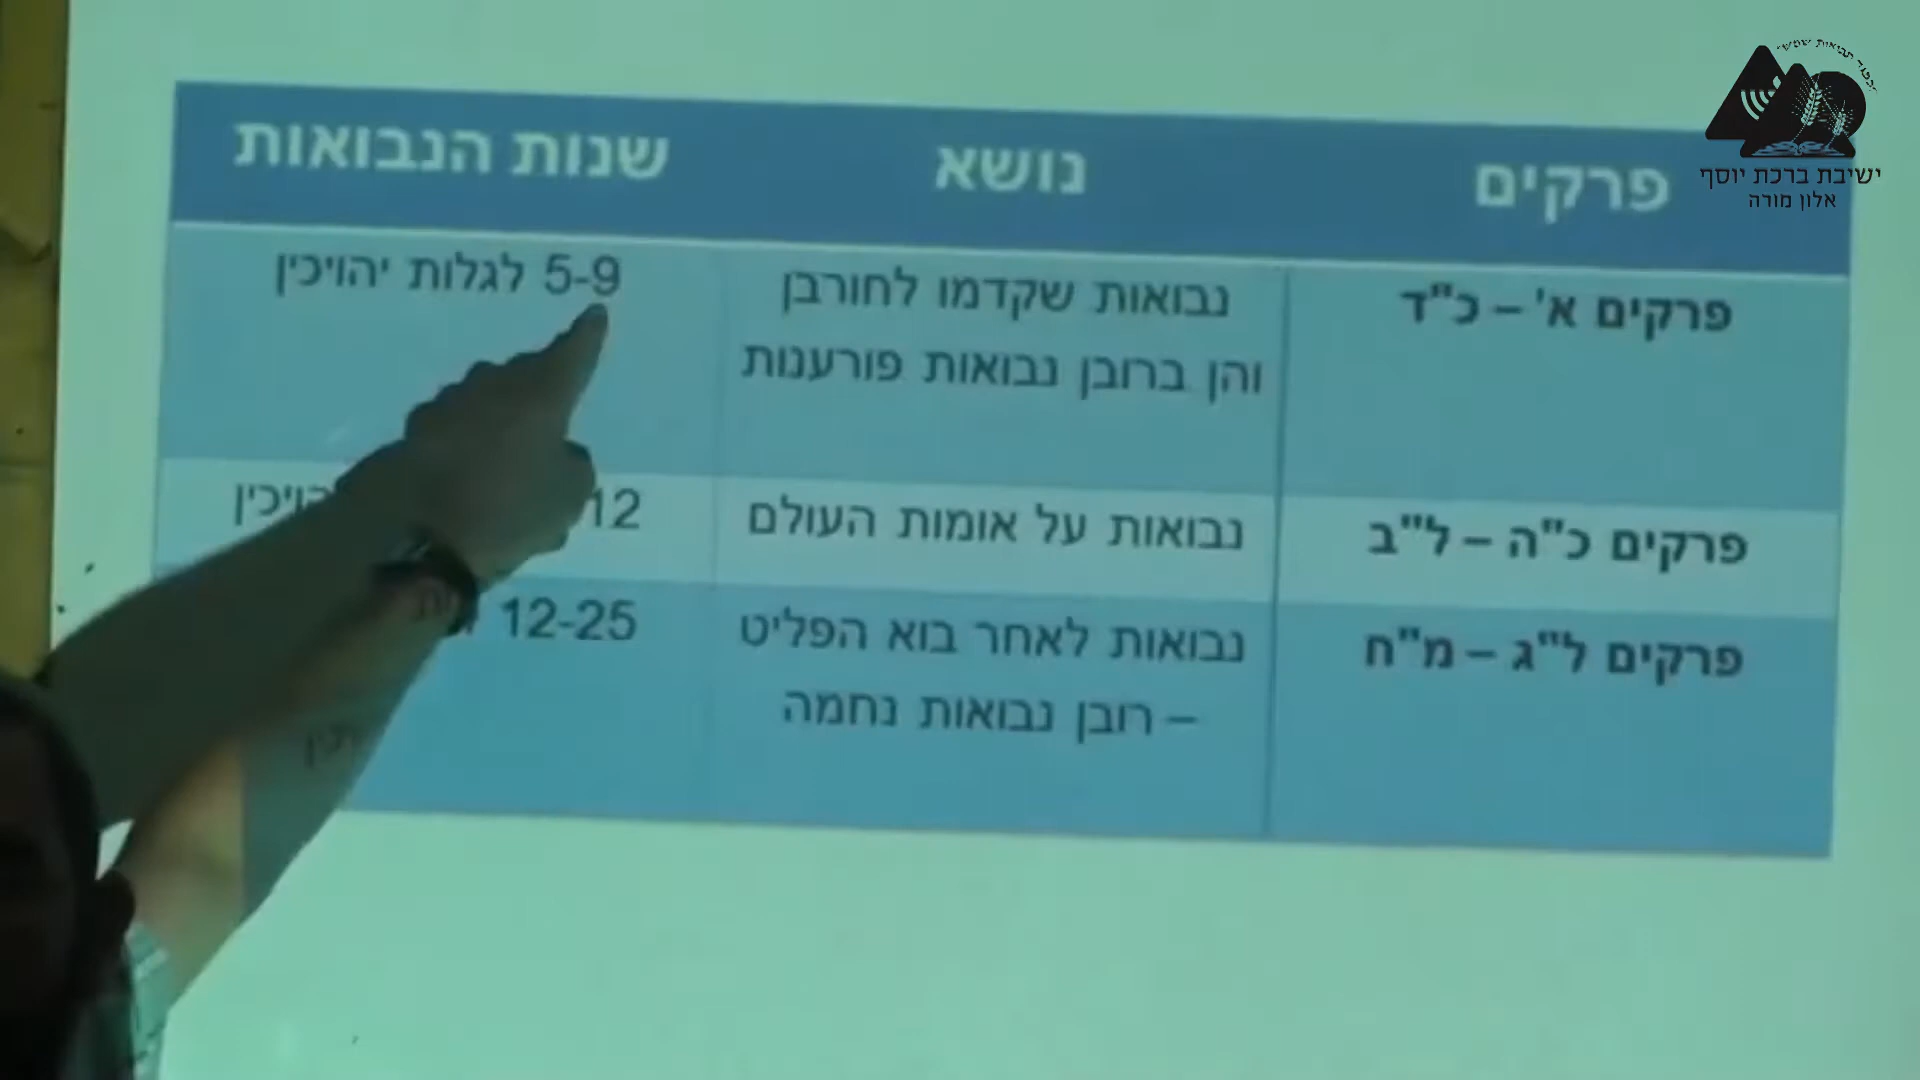 פרקים נושא שנות הנבואות
פרקים א' – כ"ד נבואות שקדמו לחורבן 5-9 לגלות יהויכין
והן ברובן נבואות פורענות
פרקים כ"ה – ל"ב נבואות על אומות העולם 12
פרקים ל"ג – מ"ח נבואות לאחר בוא הפליט 12-25
– רובן נבואות נחמה
ישיבת ברכת יוסף
אלון מורה